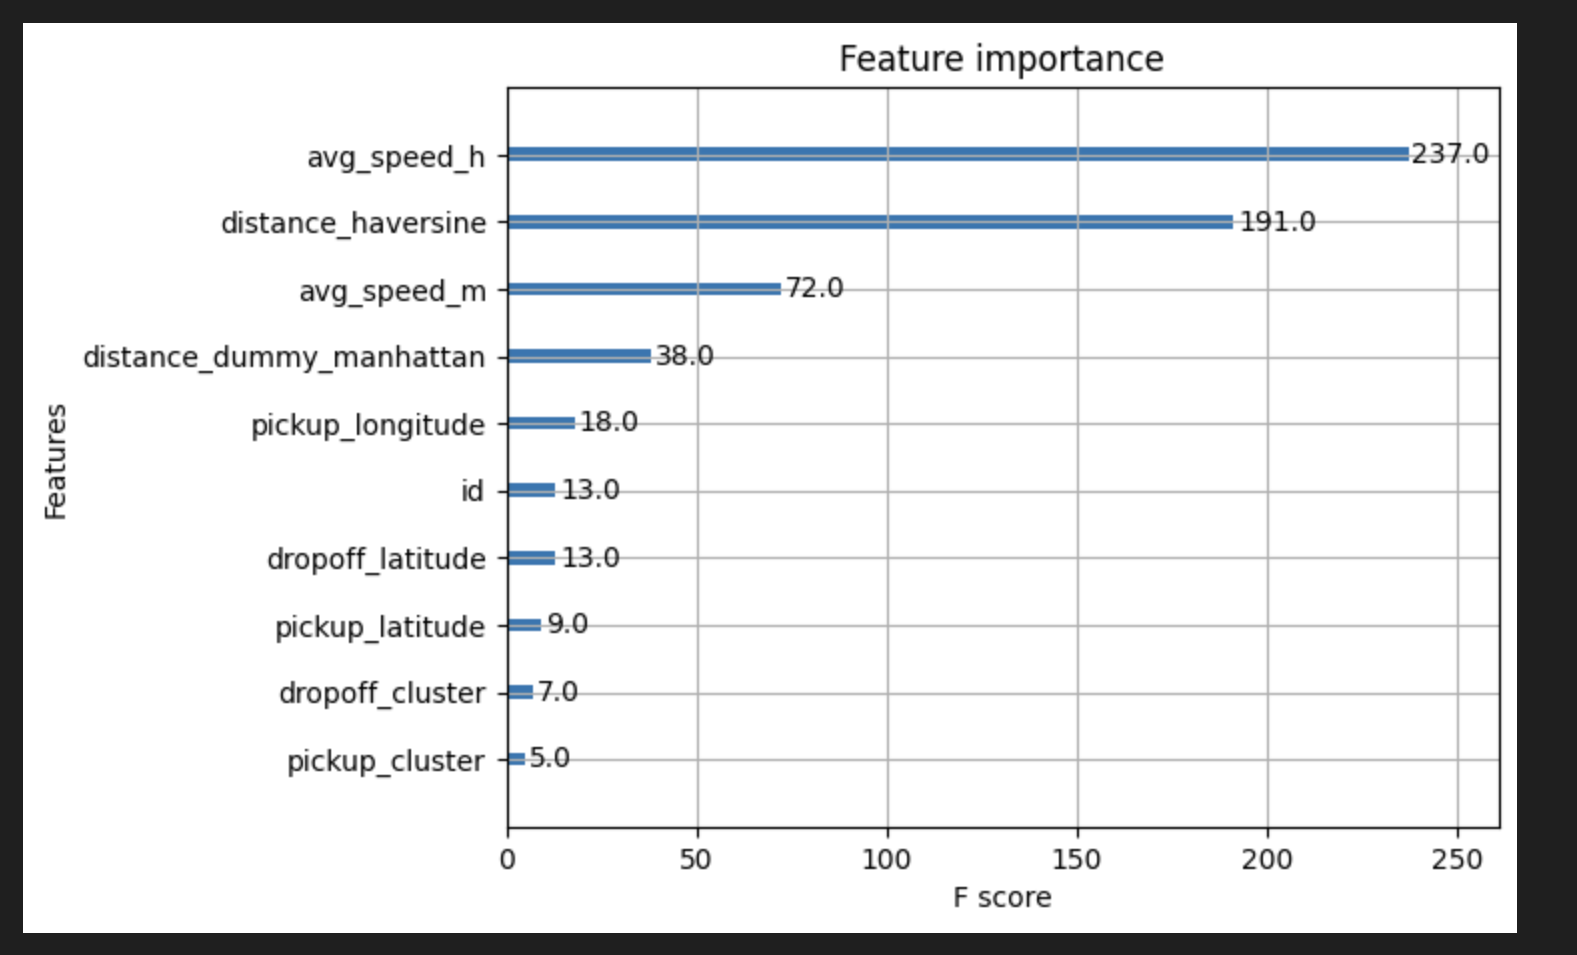 Feature importance
avg_speed_h 237.0
distance_haversine 191.0
avg_speed_m 72.0
distance_dummy_manhattan 38.0
pickup_longitude 18.0
id 13.0
dropoff_latitude 13.0
pickup_latitude 9.0
dropoff_cluster 7.0
pickup_cluster 5.0
Features
0 50 100 150 200 250
F score